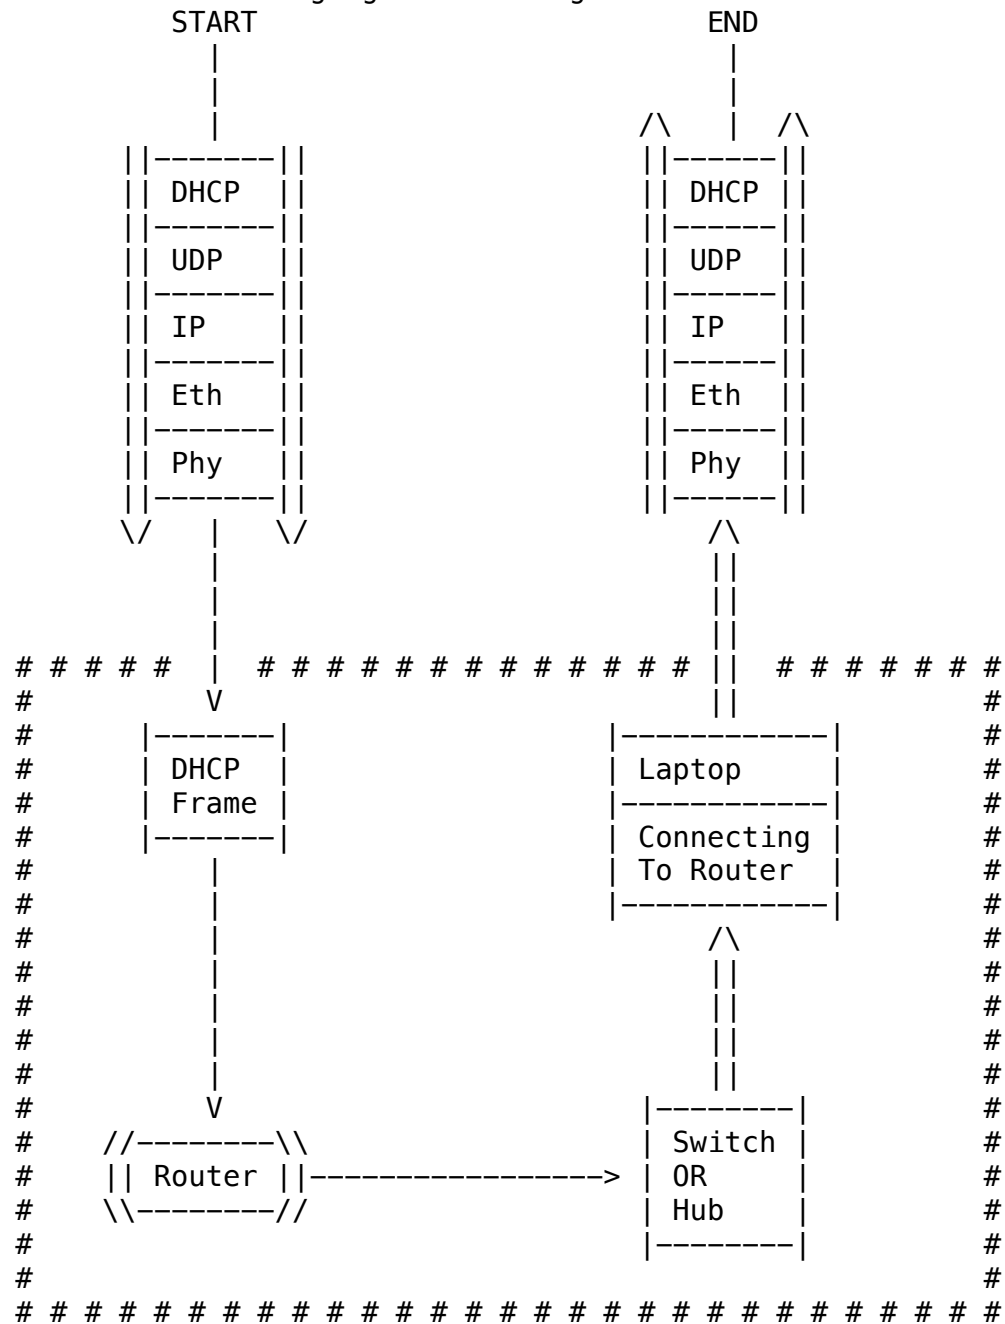 START                           END
|                              |
|                              |
|                        /\   |  /\
||-------||                   ||------||
|| DHCP  ||                   || DHCP ||
||-------||                   ||------||
|| UDP   ||                   || UDP  ||
||-------||                   ||------||
|| IP    ||                   || IP   ||
||-------||                   ||------||
|| Eth   ||                   || Eth  ||
||-------||                   ||------||
|| Phy   ||                   || Phy  ||
||-------||                   ||------||
\/   |   \/                       /\
|                             ||
|                             ||
|                             ||
# # # # #  |  # # # # # # # # # # # # # ||  # # # # # # #
#          V                             ||              #
#      |-------|                   |------------|        #
#      | DHCP  |                   | Laptop     |        #
#      | Frame |                   |------------|        #
#      |-------|                   | Connecting |        #
#          |                       | To Router  |        #
#          |                       |------------|        #
#          |                             /\              #
#          |                             ||              #
#          |                             ||              #
#          |                             ||              #
#          |                             ||              #
#          V                         |--------|          #
#    //--------\\                    | Switch |          #
#    || Router ||-----------------> | OR     |          #
#    \\--------//                    | Hub    |          #
#                                    |--------|          #
#                                                        #
# # # # # # # # # # # # # # # # # # # # # # # # # # # # #